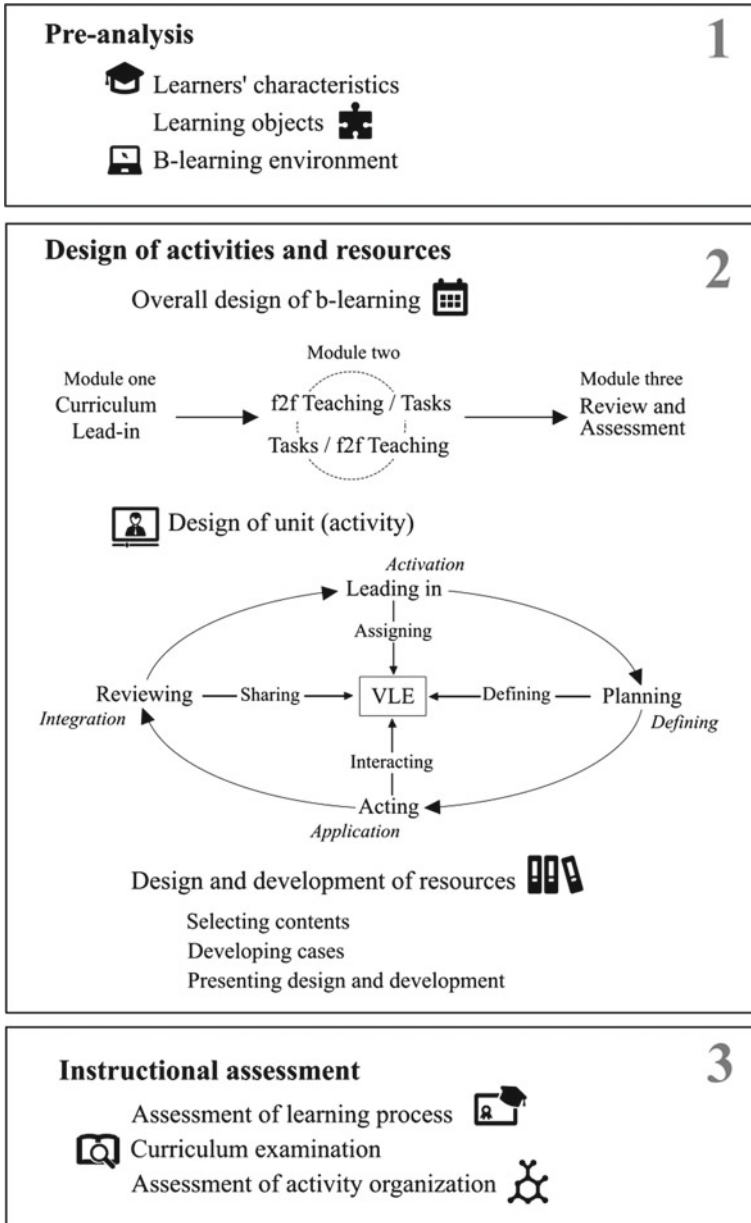 Pre-analysis
1
Learners' characteristics
Learning objects
B-learning environment
Design of activities and resources
2
Overall design of b-learning
Module two
Module one
Module three
f2f Teaching / Tasks
Curriculum
Lead-in
Review and
Assessment
Tasks / f2f Teaching
Design of unit (activity)
Activation
Leading in
Assigning
Reviewing
Sharing
VLE
Defining
Planning
Integration
Defining
Interacting
Acting
Application
Design and development of resources
Selecting contents
Developing cases
Presenting design and development
Instructional assessment
3
Assessment of learning process
Curriculum examination
Assessment of activity organization